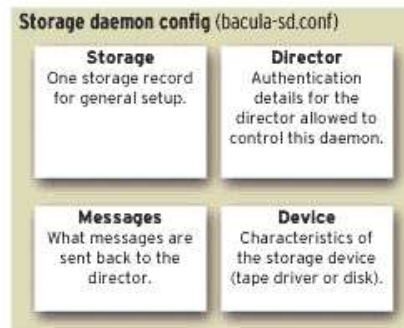 Storage daemon config (bacula-sd.conf)
Storage
One storage record
for general setup.
Director
Authentication
details for the
director allowed to
control this daemon.
Messages
What messages are
sent back to the
director.
Device
Characteristics of
the storage device
(tape driver or disk).